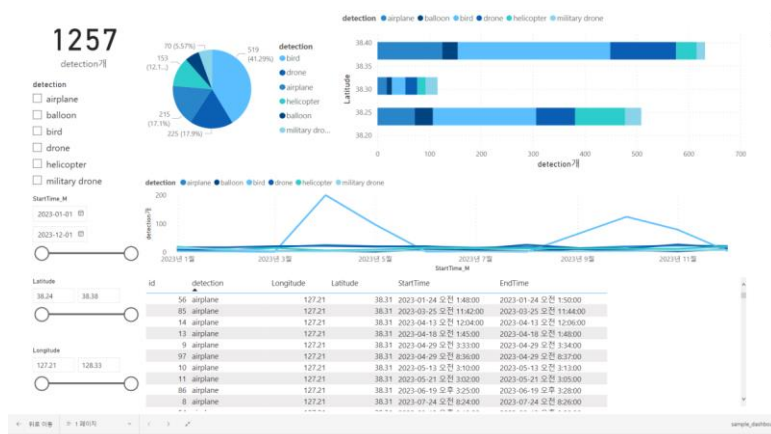 1257
detection개
detection
airplane
balloon
bird
drone
helicopter
military drone
StartTime_M
2023-01-01
2023-12-01
Latitude
38.24 38.38
Longitude
127.21 128.33
70 (5.57%)
153
(12.1...)
215
(17.1%)
225 (17.9%)
519
(41.29%)
detection
bird
drone
airplane
helicopter
balloon
military dro...
detection airplane balloon bird drone helicopter military drone
Latitude
38.40
38.35
38.30
38.25
38.20
0 100 200 300 400 500 600 700
detection개
detection airplane balloon bird drone helicopter military drone
detection개
200
100
0
2023년 1월 2023년 3월 2023년 5월 2023년 7월 2023년 9월 2023년 11월
StartTime_M
id detection Longitude Latitude StartTime EndTime
56 airplane 127.21 38.31 2023-01-24 오전 1:48:00 2023-01-24 오전 1:50:00
85 airplane 127.21 38.31 2023-03-25 오전 11:42:00 2023-03-25 오전 11:44:00
14 airplane 127.21 38.31 2023-04-13 오전 12:04:00 2023-04-13 오전 12:06:00
13 airplane 127.21 38.31 2023-04-18 오전 1:45:00 2023-04-18 오전 1:48:00
9 airplane 127.21 38.31 2023-04-29 오전 3:33:00 2023-04-29 오전 3:34:00
97 airplane 127.21 38.31 2023-04-29 오전 8:36:00 2023-04-29 오전 8:37:00
10 airplane 127.21 38.31 2023-05-13 오전 3:10:00 2023-05-13 오전 3:13:00
11 airplane 127.21 38.31 2023-05-21 오전 3:02:00 2023-05-21 오전 3:05:00
86 airplane 127.21 38.31 2023-06-19 오후 3:25:00 2023-06-19 오후 3:28:00
8 airplane 127.21 38.31 2023-07-24 오전 8:24:00 2023-07-24 오전 8:26:00
뒤로 이동 1 페이지
sample_dashboa